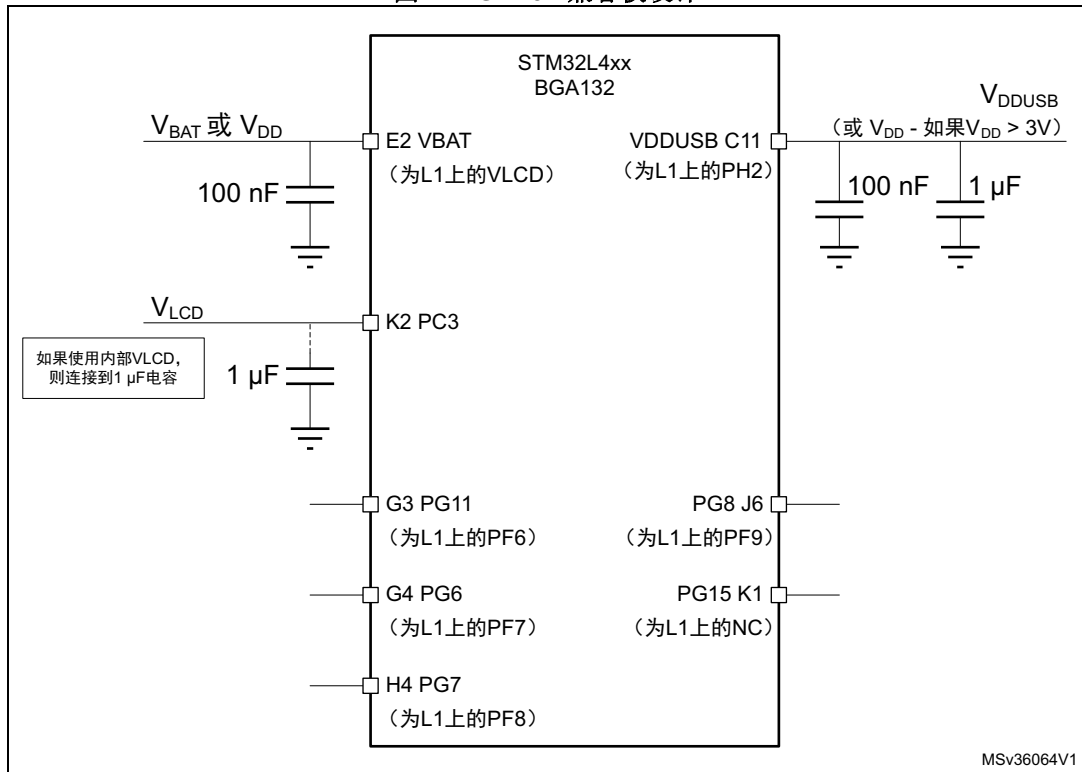 STM32L4xx
BGA132
V_BAT 或 V_DD
E2 VBAT
（为L1上的VLCD）
100 nF
V_DDUSB
（或 V_DD - 如果V_DD > 3V）
VDDUSB C11
（为L1上的PH2）
100 nF
1 µF
V_LCD
K2 PC3
如果使用内部VLCD，
则连接到1 µF电容
1 µF
G3 PG11
（为L1上的PF6）
PG8 J6
（为L1上的PF9）
G4 PG6
（为L1上的PF7）
PG15 K1
（为L1上的NC）
H4 PG7
（为L1上的PF8）
MSv36064V1